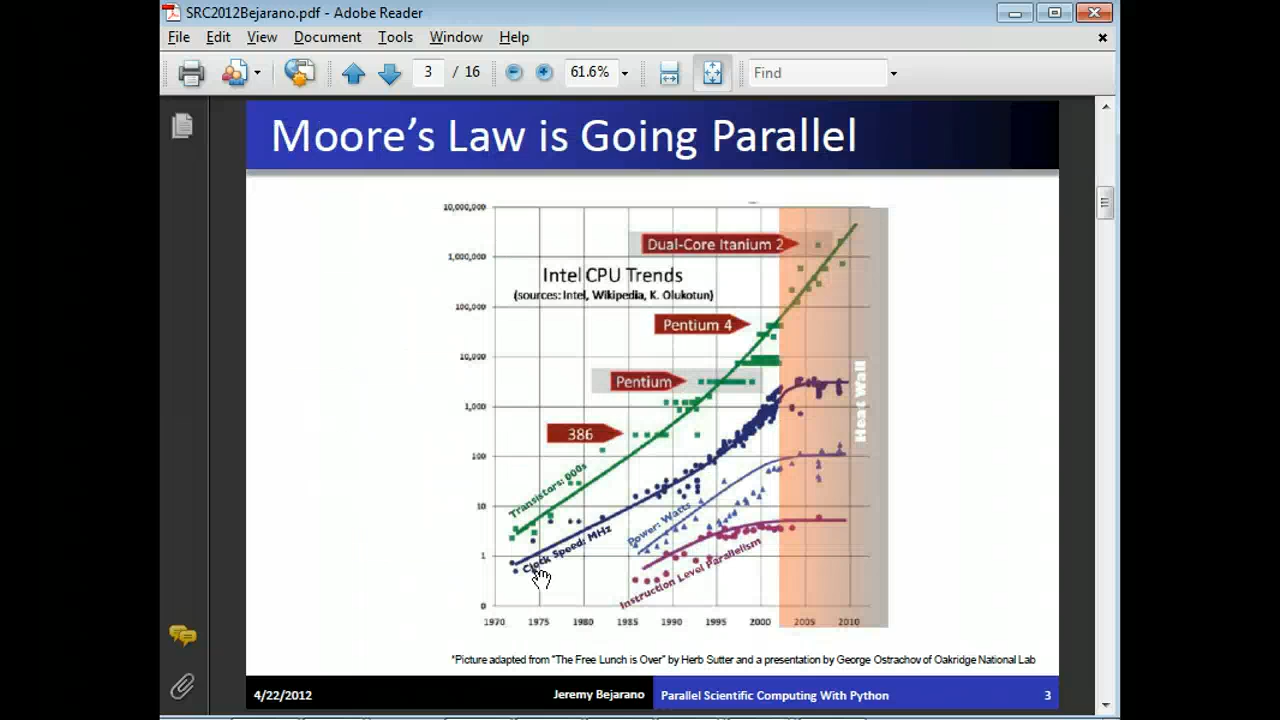 SRC2012Bejarano.pdf - Adobe Reader
File Edit View Document Tools Window Help
3 / 16 61.6% Find
Moore's Law is Going Parallel
10,000,000
1,000,000
100,000
10,000
1,000
100
10
1
0
Dual-Core Itanium 2
Intel CPU Trends
(sources: Intel, Wikipedia, K. Olukotun)
Pentium 4
Pentium
386
Heat Wall
Transistors: 000s
Clock Speed: MHz
Power: Watts
Instruction Level Parallelism
1970 1975 1980 1985 1990 1995 2000 2005 2010
*Picture adapted from "The Free Lunch is Over" by Herb Sutter and a presentation by George Ostrachov of Oakridge National Lab
4/22/2012 Jeremy Bejarano Parallel Scientific Computing With Python 3